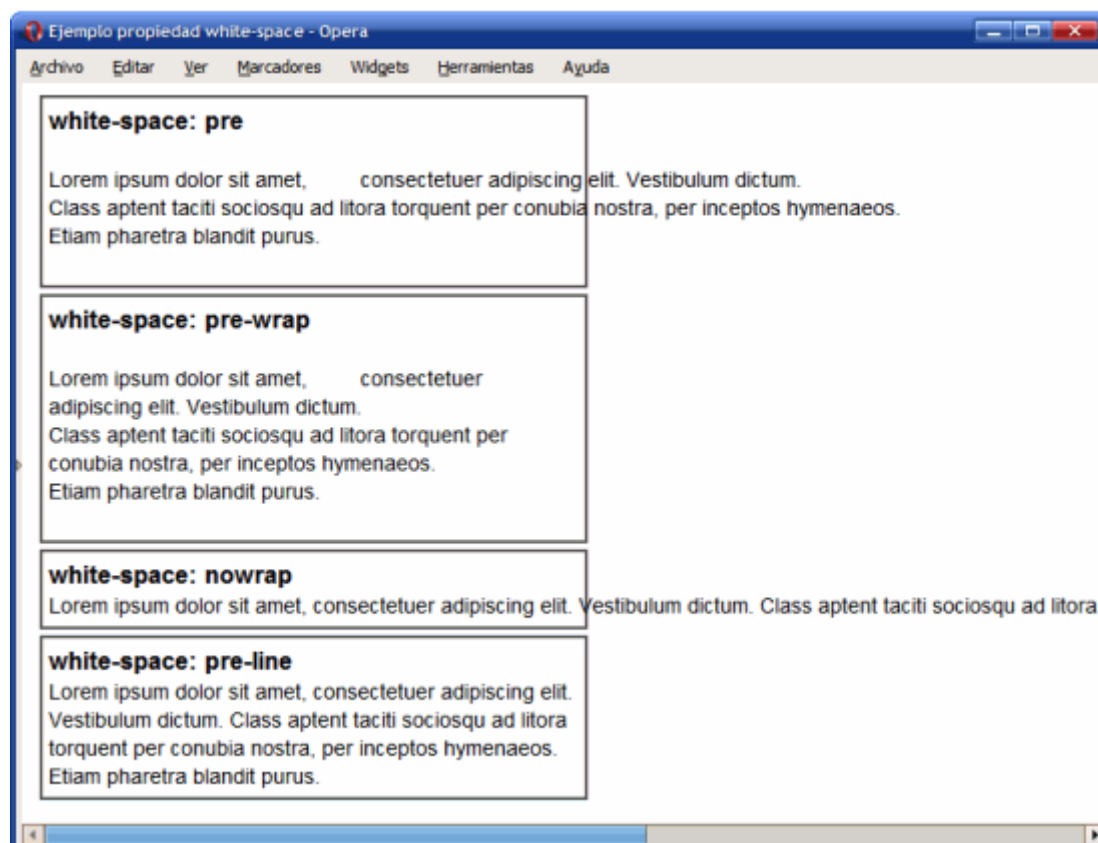 Ejemplo propiedad white-space - Opera
Archivo Editar Ver Marcadores Widgets Herramientas Ayuda
white-space: pre
Lorem ipsum dolor sit amet,         consectetuer adipiscing elit. Vestibulum dictum.
Class aptent taciti sociosqu ad litora torquent per conubia nostra, per inceptos hymenaeos.
Etiam pharetra blandit purus.
white-space: pre-wrap
Lorem ipsum dolor sit amet,         consectetuer
adipiscing elit. Vestibulum dictum.
Class aptent taciti sociosqu ad litora torquent per
conubia nostra, per inceptos hymenaeos.
Etiam pharetra blandit purus.
white-space: nowrap
Lorem ipsum dolor sit amet, consectetuer adipiscing elit. Vestibulum dictum. Class aptent taciti sociosqu ad litora
white-space: pre-line
Lorem ipsum dolor sit amet, consectetuer adipiscing elit.
Vestibulum dictum. Class aptent taciti sociosqu ad litora
torquent per conubia nostra, per inceptos hymenaeos.
Etiam pharetra blandit purus.